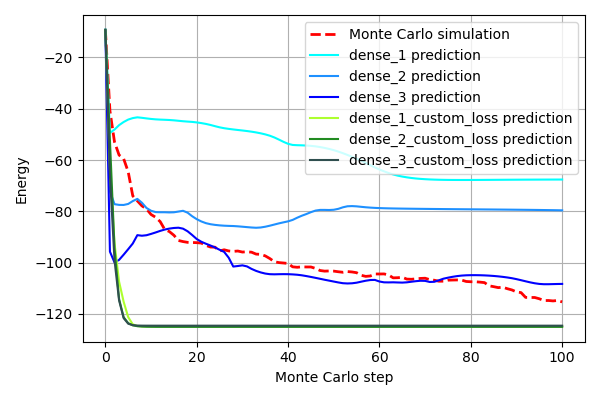 Monte Carlo simulation
dense_1 prediction
dense_2 prediction
dense_3 prediction
dense_1_custom_loss prediction
dense_2_custom_loss prediction
dense_3_custom_loss prediction
Energy
−20
−40
−60
−80
−100
−120
0 20 40 60 80 100
Monte Carlo step